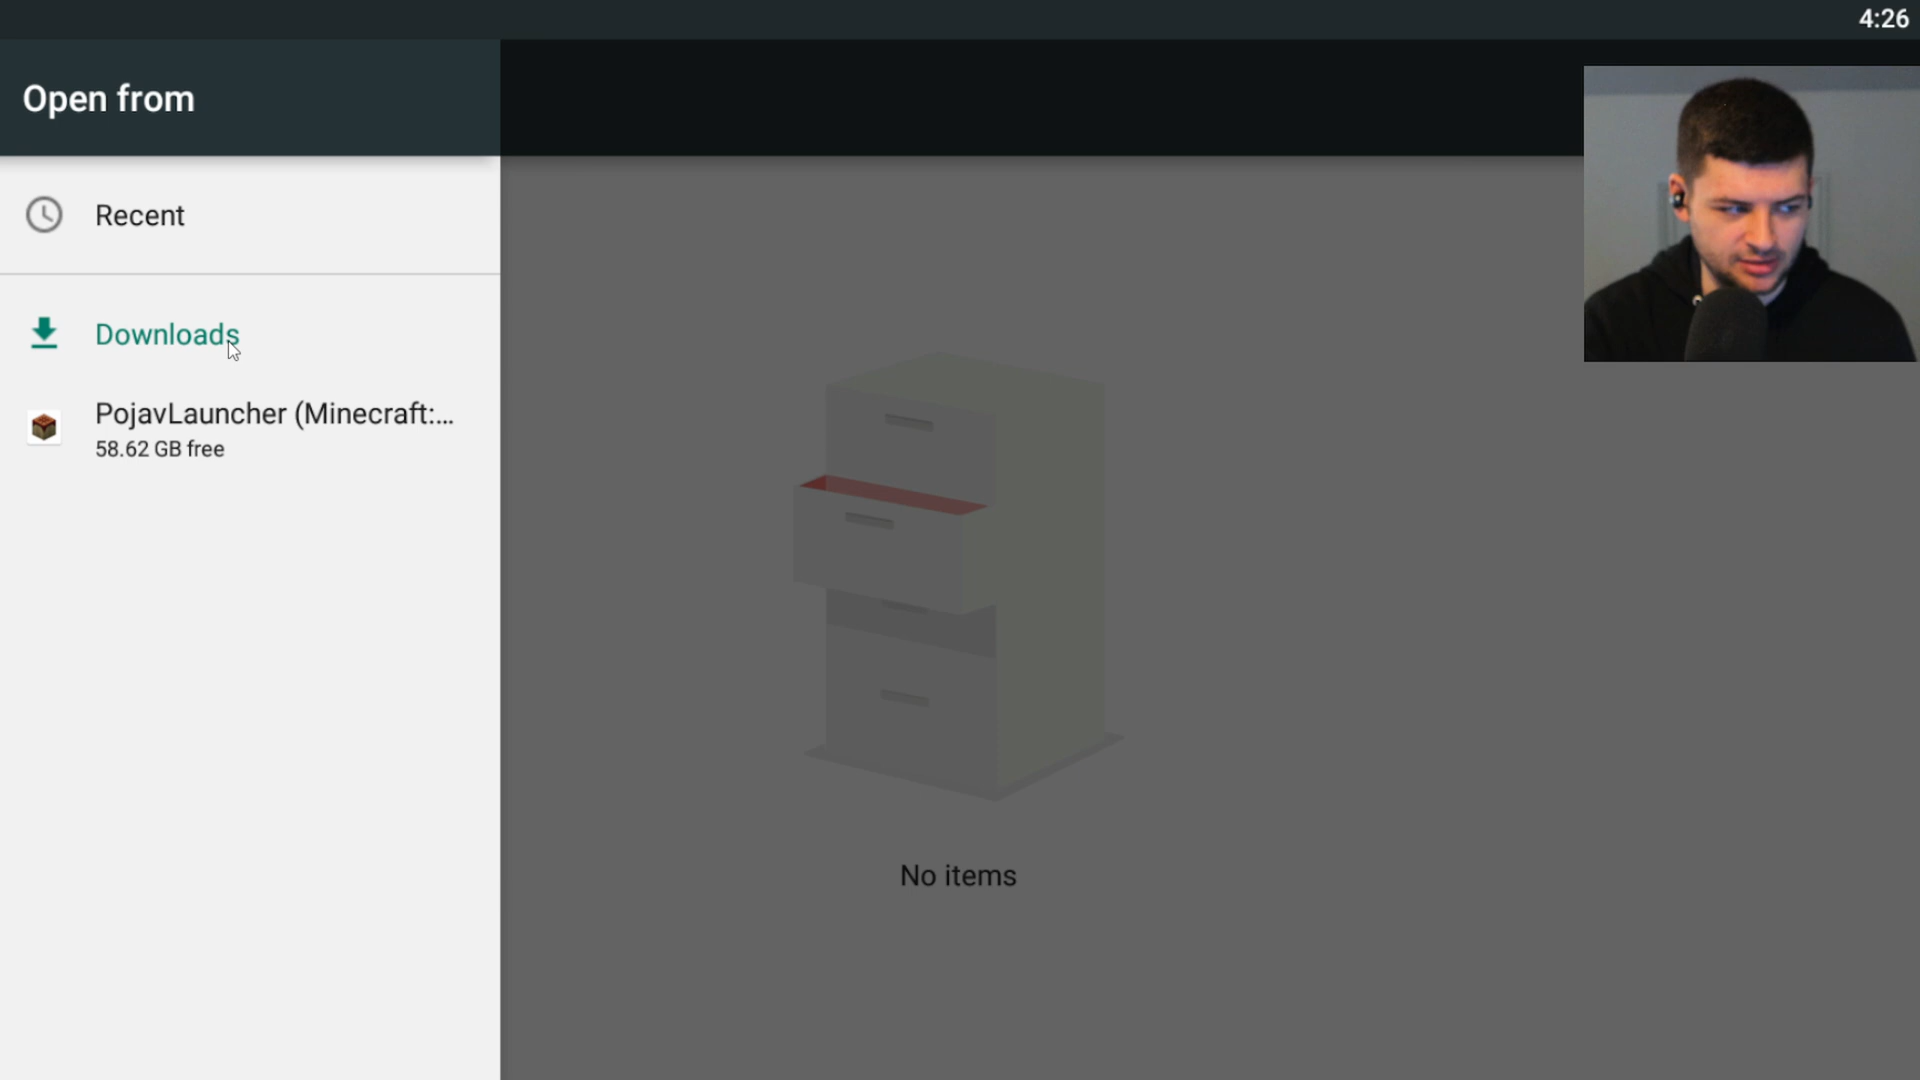 4:26
Open from
Recent
Downloads
PojavLauncher (Minecraft:...
58.62 GB free
No items